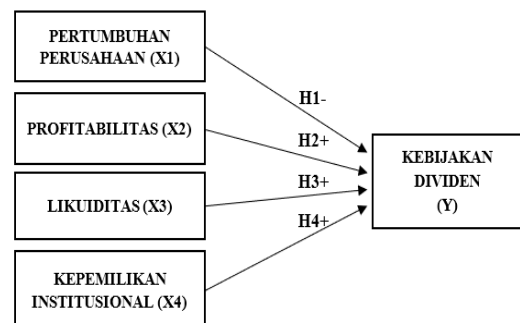 PERTUMBUHAN
PERUSAHAAN (X1)
H1-
PROFITABILITAS (X2)
H2+
KEBIJAKAN
DIVIDEN
(Y)
LIKUIDITAS (X3)
H3+
H4+
KEPEMILIKAN
INSTITUSIONAL (X4)